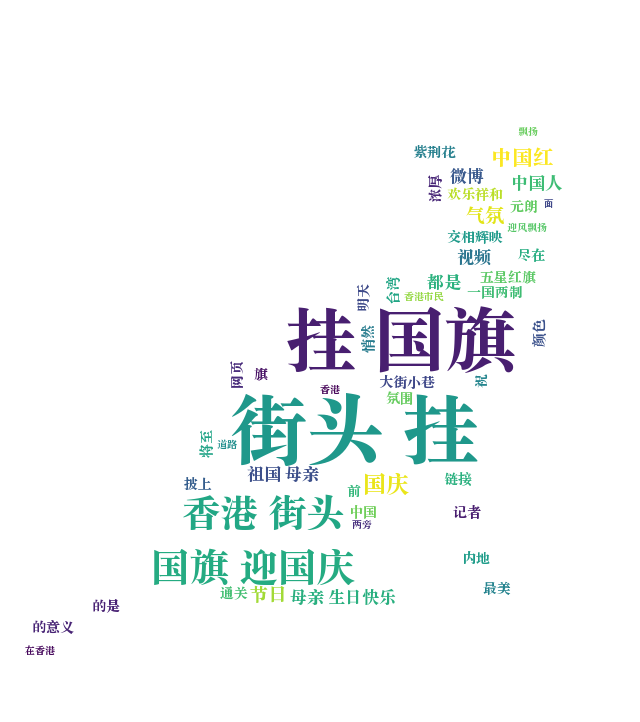 飘扬
紫荆花
中国红
微博
中国人
浓厚
欢乐祥和
元朗
面
气氛
迎风飘扬
交相辉映
视频
尽在
都是
五星红旗
台湾
明天
香港市民
一国两制
挂 国旗
悄然
颜色
网页
旗
大街小巷
祝
香港
氛围
街头 挂
将至
道路
祖国 母亲
披上
前
国庆
链接
香港 街头
中国
两旁
记者
国旗 迎国庆
内地
通关
节日
母亲 生日快乐
最美
的是
的意义
在香港